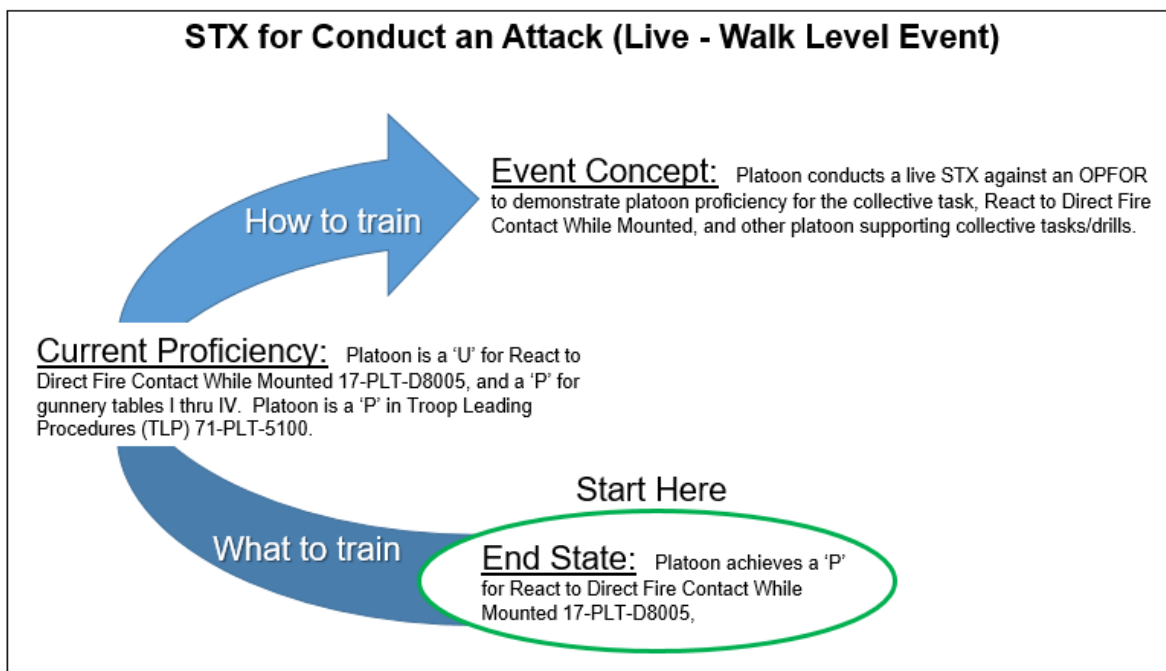 STX for Conduct an Attack (Live - Walk Level Event)
How to train
Event Concept: Platoon conducts a live STX against an OPFOR
to demonstrate platoon proficiency for the collective task, React to Direct Fire
Contact While Mounted, and other platoon supporting collective tasks/drills.
Current Proficiency: Platoon is a ‘U’ for React to
Direct Fire Contact While Mounted 17-PLT-D8005, and a ‘P’ for
gunnery tables I thru IV. Platoon is a ‘P’ in Troop Leading
Procedures (TLP) 71-PLT-5100.
What to train
Start Here
End State: Platoon achieves a ‘P’
for React to Direct Fire Contact While
Mounted 17-PLT-D8005,